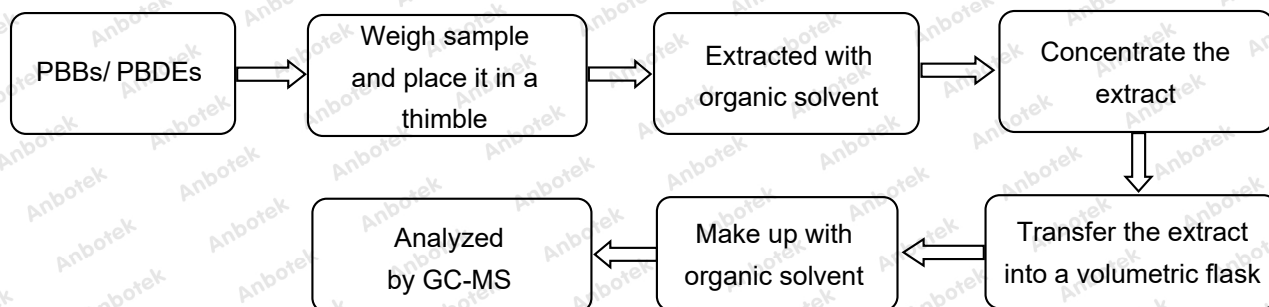 PBBs/ PBDEs
Weigh sample
and place it in a
thimble
Extracted with
organic solvent
Concentrate the
extract
Transfer the extract
into a volumetric flask
Make up with
organic solvent
Analyzed
by GC-MS
Anbotek